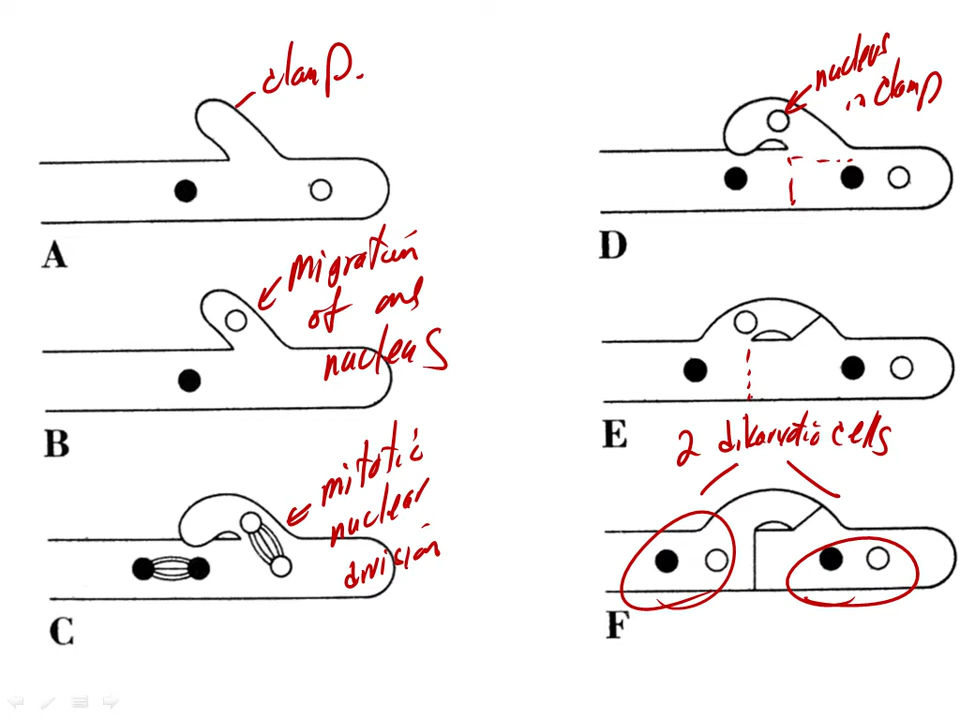 clamp.
A
migration
of one
nucleus
B
mitotic
nuclear
division
C
nucleus
in clamp
D
E
2 dikaryotic cells
F